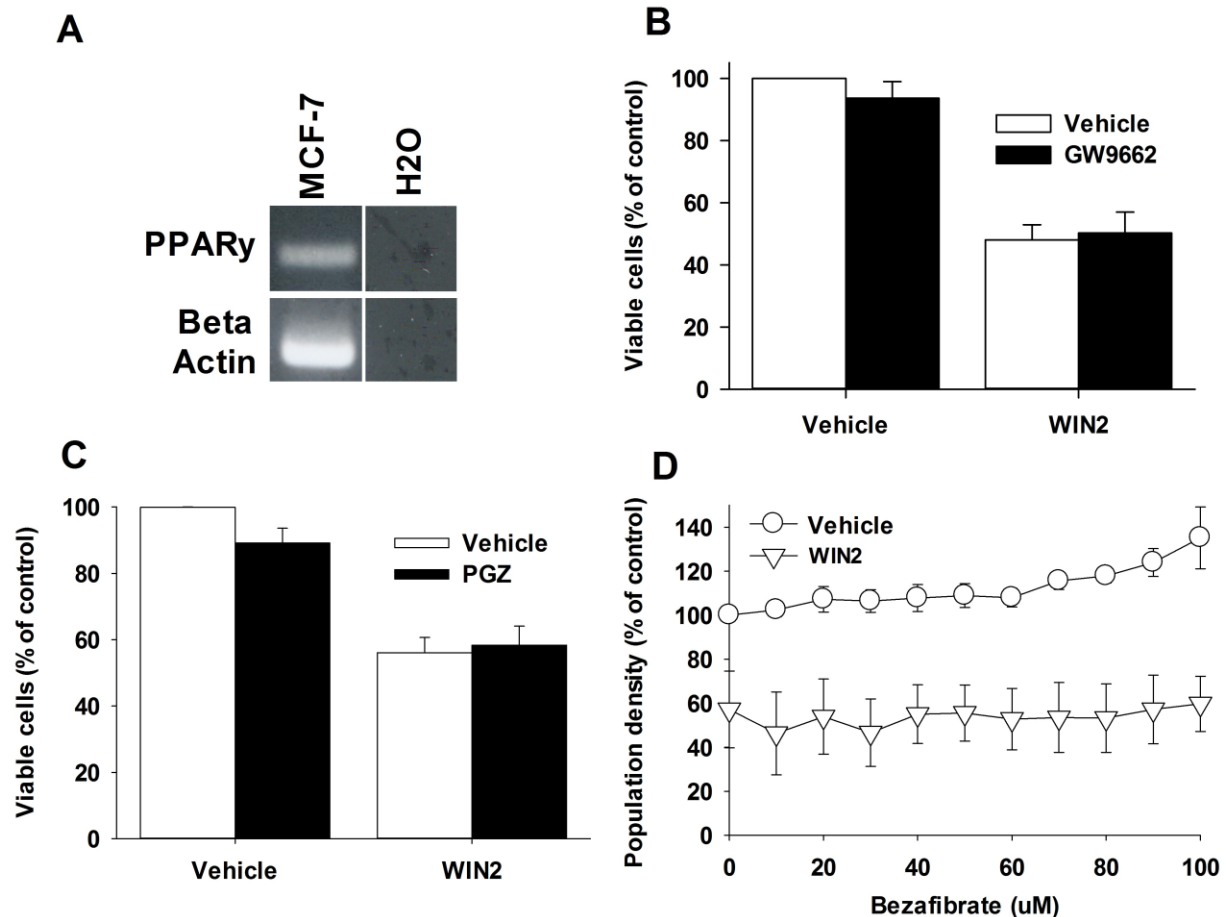 A
MCF-7
H2O
PPARy
Beta
Actin
B
Viable cells (% of control)
100
80
60
40
20
0
Vehicle
GW9662
Vehicle
WIN2
C
Viable cells (% of control)
100
80
60
40
20
0
Vehicle
PGZ
Vehicle
WIN2
D
Population density (% of control)
140
120
100
80
60
40
20
0
Vehicle
WIN2
0
20
40
60
80
100
Bezafibrate (uM)